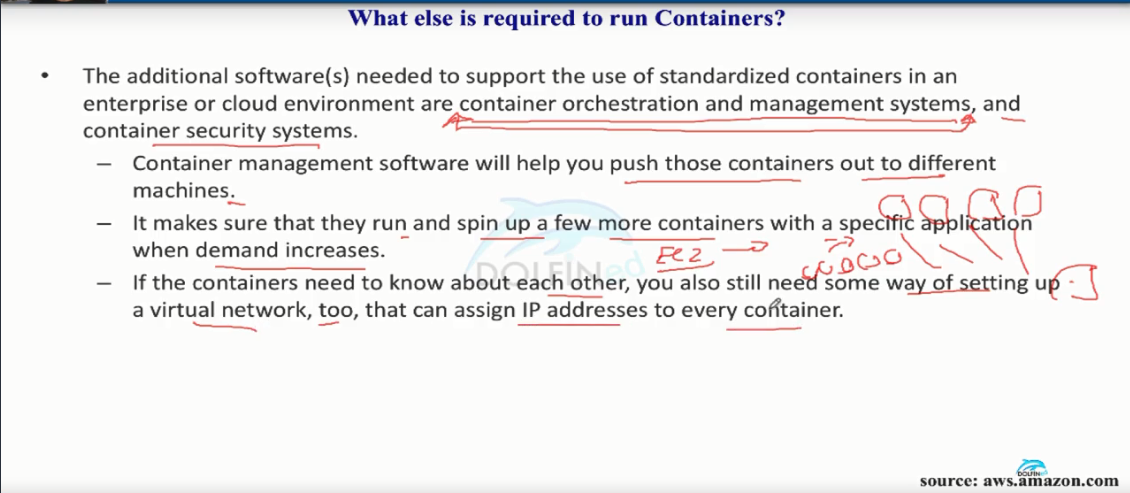 What else is required to run Containers?
• The additional software(s) needed to support the use of standardized containers in an
enterprise or cloud environment are container orchestration and management systems, and
container security systems.
– Container management software will help you push those containers out to different
machines.
– It makes sure that they run and spin up a few more containers with a specific application
when demand increases.
EC2
DOLFINed
– If the containers need to know about each other, you also still need some way of setting up
a virtual network, too, that can assign IP addresses to every container.
DOLFINed
source: aws.amazon.com